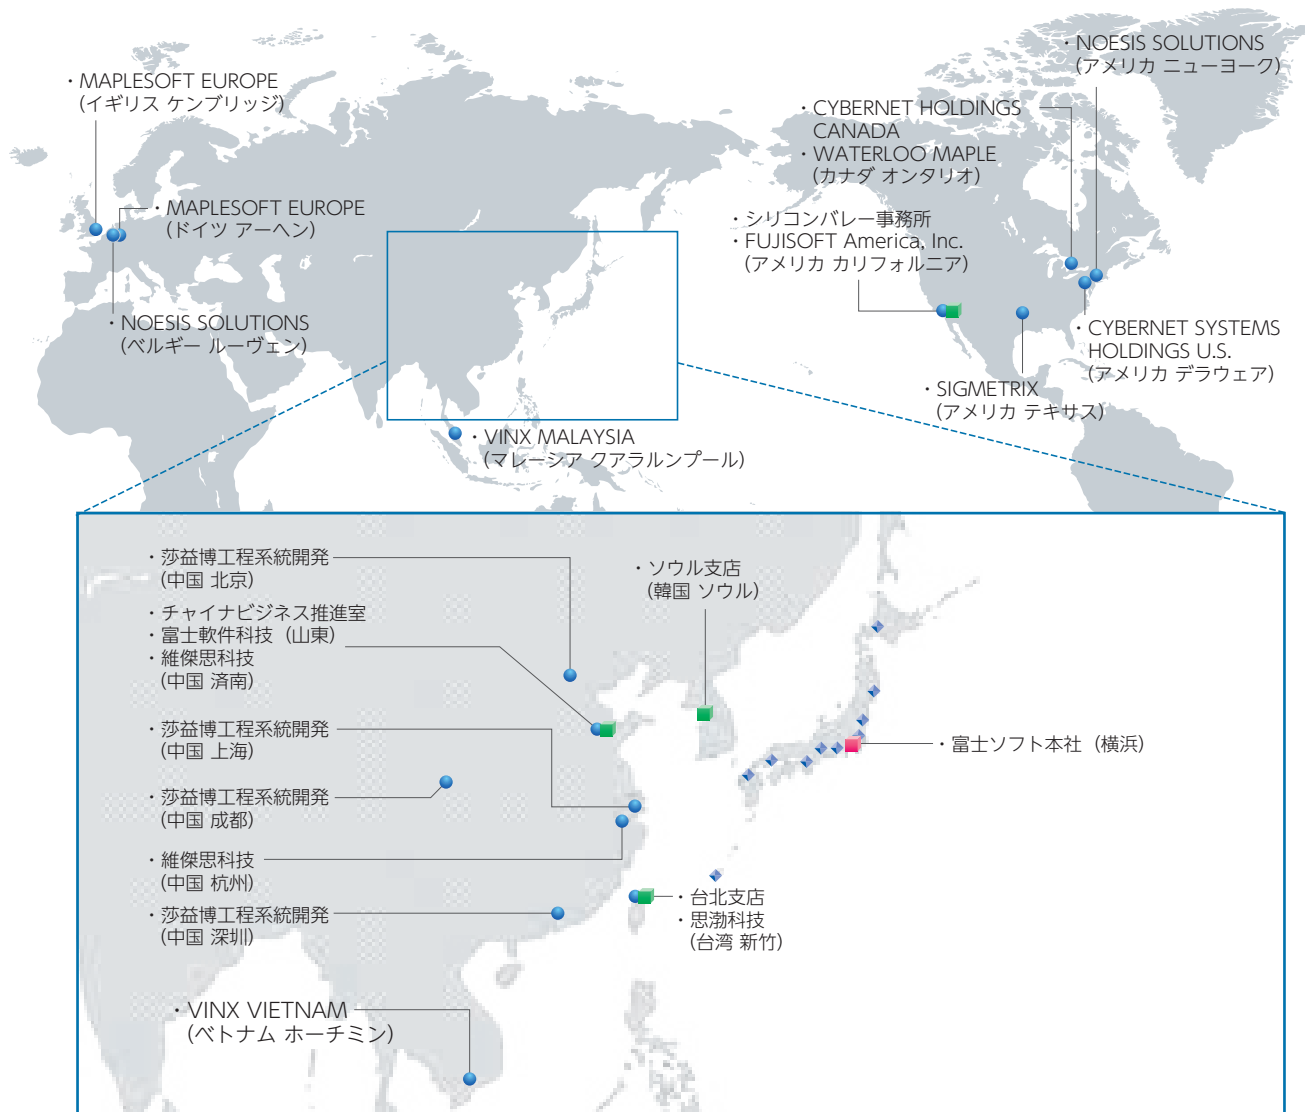 ・MAPLESOFT EUROPE
(イギリス ケンブリッジ)
・MAPLESOFT EUROPE
(ドイツ アーヘン)
・NOESIS SOLUTIONS
(ベルギー ルーヴェン)
・VINX MALAYSIA
(マレーシア クアラルンプール)
・NOESIS SOLUTIONS
(アメリカ ニューヨーク)
・CYBERNET HOLDINGS
CANADA
・WATERLOO MAPLE
(カナダ オンタリオ)
・シリコンバレー事務所
・FUJISOFT America, Inc.
(アメリカ カリフォルニア)
・CYBERNET SYSTEMS
HOLDINGS U.S.
(アメリカ デラウェア)
・SIGMETRIX
(アメリカ テキサス)
・莎益博工程系統開発
(中国 北京)
・チャイナビジネス推進室
・富士軟件科技（山東）
・維傑思科技
(中国 済南)
・莎益博工程系統開発
(中国 上海)
・莎益博工程系統開発
(中国 成都)
・維傑思科技
(中国 杭州)
・莎益博工程系統開発
(中国 深圳)
・VINX VIETNAM
(ベトナム ホーチミン)
・ソウル支店
(韓国 ソウル)
・富士ソフト本社（横浜）
・台北支店
・思渤科技
(台湾 新竹)